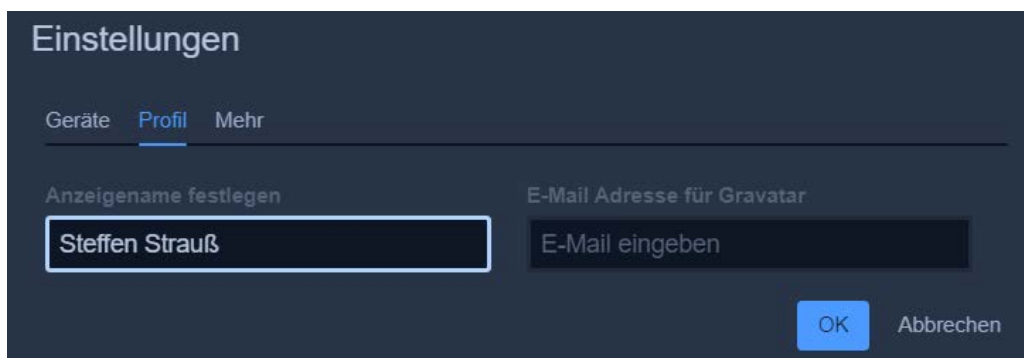 Einstellungen
Geräte Profil Mehr
Anzeigename festlegen E-Mail Adresse für Gravatar
Steffen Strauß E-Mail eingeben
OK Abbrechen